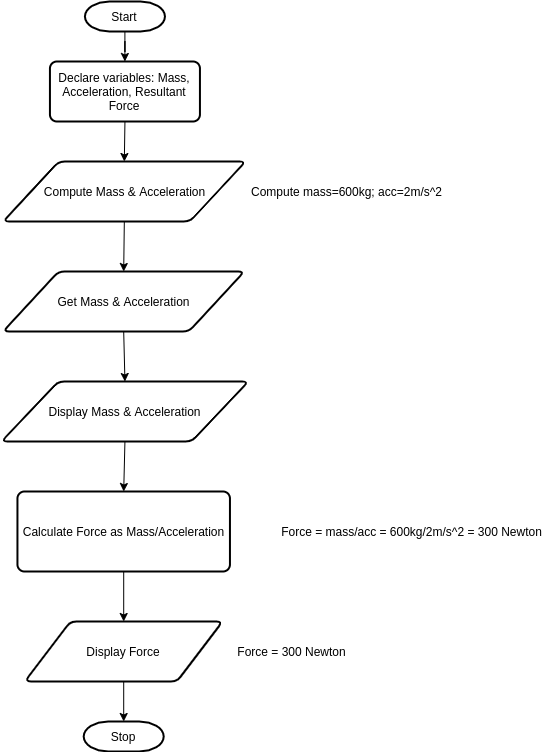 Start
Declare variables: Mass,
Acceleration, Resultant
Force
Compute Mass & Acceleration
Compute mass=600kg; acc=2m/s^2
Get Mass & Acceleration
Display Mass & Acceleration
Calculate Force as Mass/Acceleration
Force = mass/acc = 600kg/2m/s^2 = 300 Newton
Display Force
Force = 300 Newton
Stop